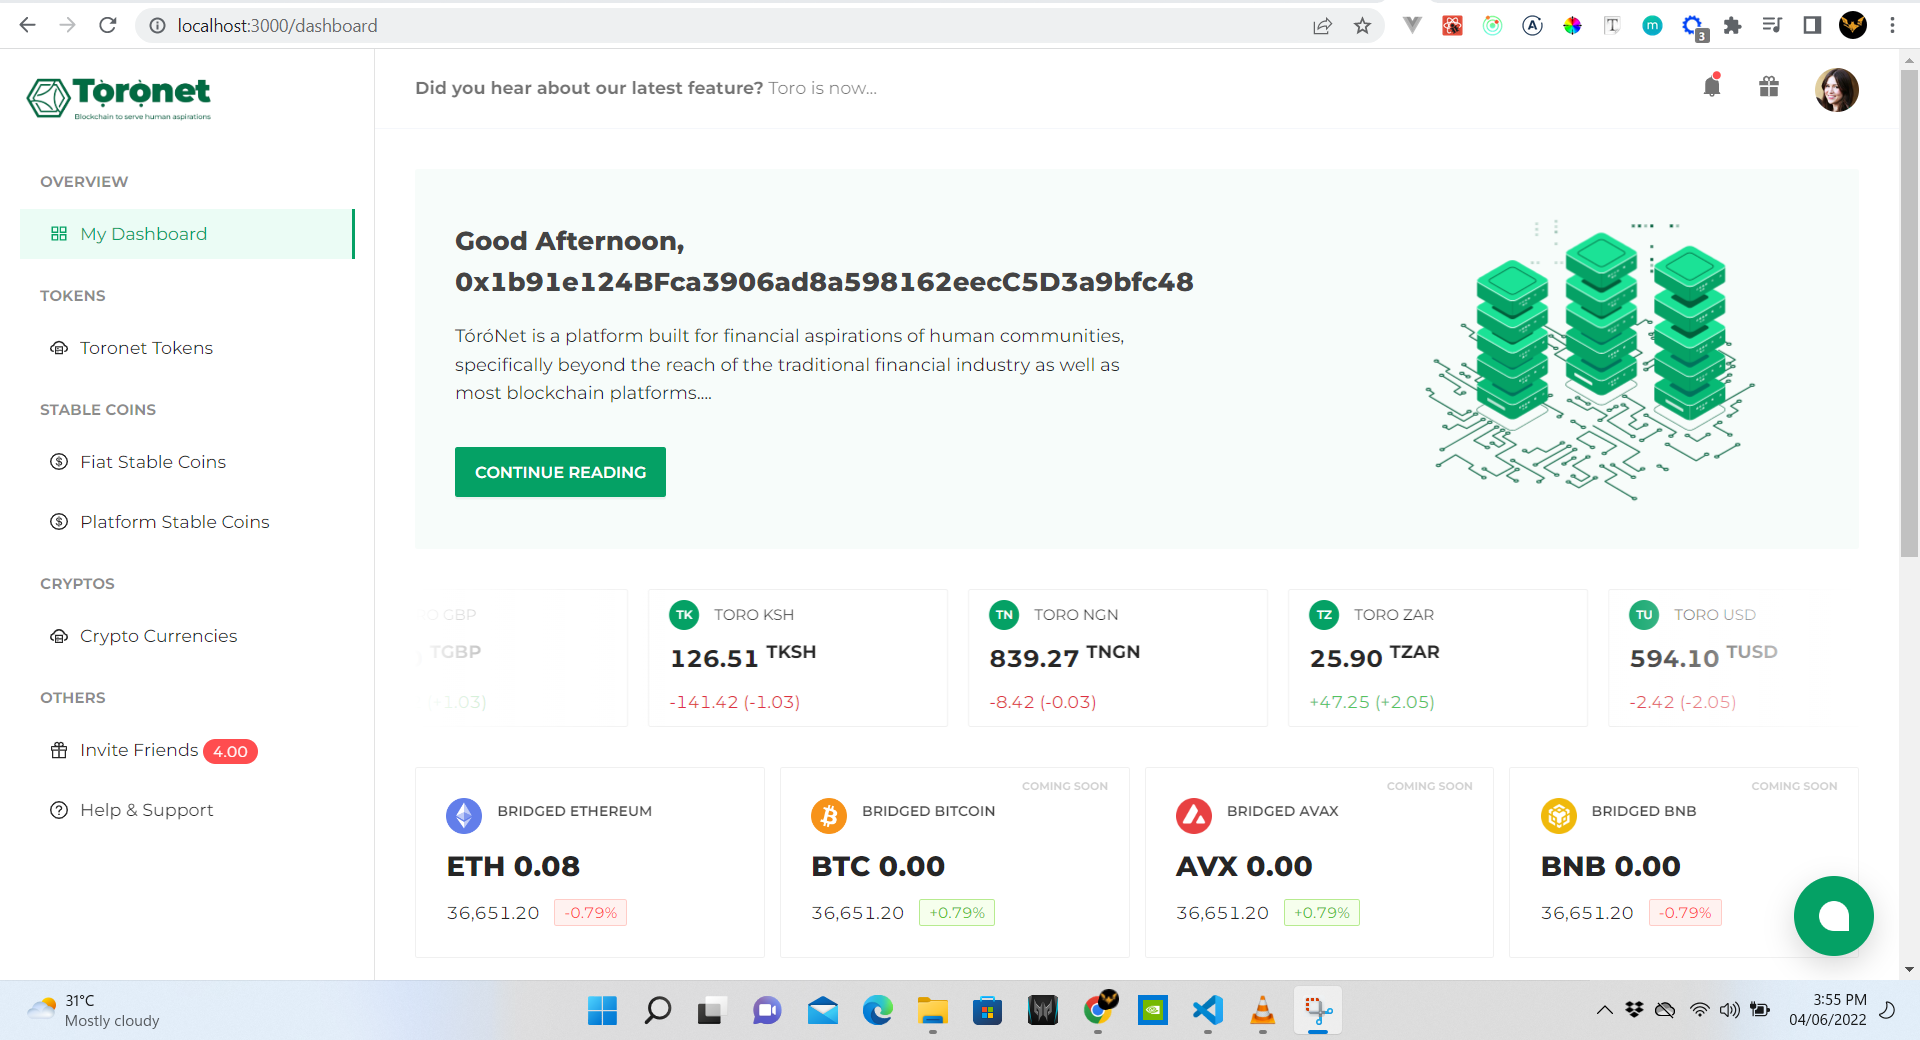 localhost:3000/dashboard
3
Tòrọ̀net
Blockchain to serve human aspirations
Did you hear about our latest feature? Toro is now...
OVERVIEW
My Dashboard
TOKENS
Toronet Tokens
STABLE COINS
Fiat Stable Coins
Platform Stable Coins
CRYPTOS
Crypto Currencies
OTHERS
Invite Friends 4.00
Help & Support
Good Afternoon,
0x1b91e124BFca3906ad8a598162eecC5D3a9bfc48
TóróNet is a platform built for financial aspirations of human communities,
specifically beyond the reach of the traditional financial industry as well as
most blockchain platforms....
CONTINUE READING
GBP
TGBP
(+1.03)
TK TORO KSH
126.51 TKSH
-141.42 (-1.03)
TN TORO NGN
839.27 TNGN
-8.42 (-0.03)
TZ TORO ZAR
25.90 TZAR
+47.25 (+2.05)
TU TORO USD
594.10 TUSD
-2.42 (-2.05)
BRIDGED ETHEREUM
ETH 0.08
36,651.20 -0.79%
COMING SOON
BRIDGED BITCOIN
BTC 0.00
36,651.20 +0.79%
COMING SOON
BRIDGED AVAX
AVX 0.00
36,651.20 +0.79%
COMING SOON
BRIDGED BNB
BNB 0.00
36,651.20 -0.79%
31°C
Mostly cloudy
3:55 PM
04/06/2022